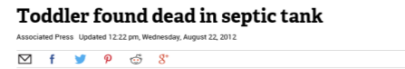 Toddler found dead in septic tank
Associated Press Updated 12:22 pm, Wednesday, August 22, 2012